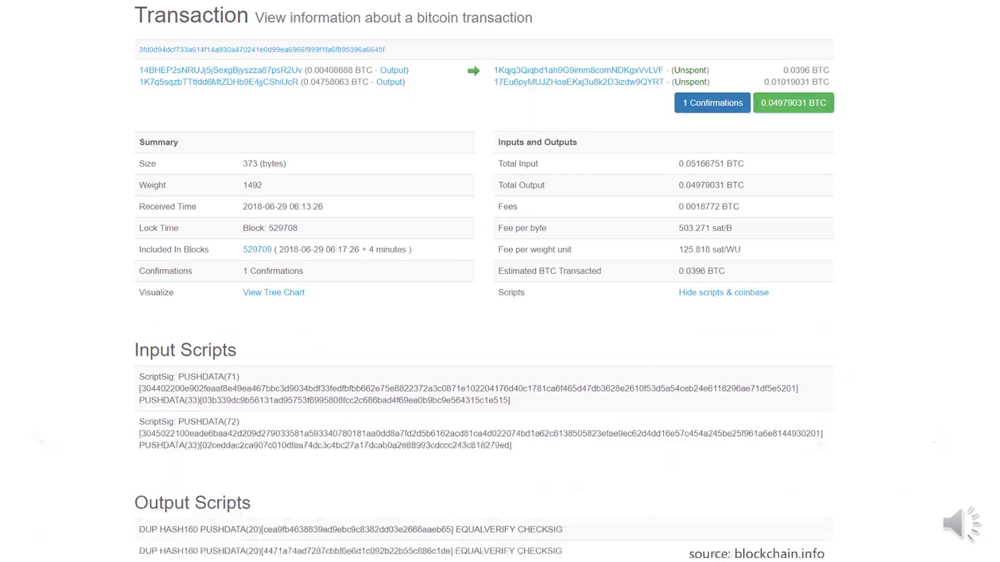 Transaction View information about a bitcoin transaction
3fd0d94dcf733a614f14a930a470241e0d99ea6966f999f1fa6f895396a6645f
14BHEP2sNRUJj5jSexgBjyszza87psR2Uv (0.00408688 BTC - Output) 1Kqjq3Qiqbd1ah9G9imm8comNDKgxVvLVF - (Unspent) 0.0396 BTC
1K7q5sqzbTTttdd6MtZDHb9E4jjCShiUcR (0.04758063 BTC - Output) 17Eu6pyMUJZHoaEKxj3u8k2D3izdw9QYRT - (Unspent) 0.01019031 BTC
1 Confirmations 0.04979031 BTC
Summary Inputs and Outputs
Size 373 (bytes) Total Input 0.05166751 BTC
Weight 1492 Total Output 0.04979031 BTC
Received Time 2018-06-29 06:13:26 Fees 0.0018772 BTC
Lock Time Block: 529708 Fee per byte 503.271 sat/B
Included In Blocks 529709 ( 2018-06-29 06:17:26 + 4 minutes ) Fee per weight unit 125.818 sat/WU
Confirmations 1 Confirmations Estimated BTC Transacted 0.0396 BTC
Visualize View Tree Chart Scripts Hide scripts & coinbase
Input Scripts
ScriptSig: PUSHDATA(71)
[304402200e902feaaf8e49ea467bbc3d9034bdf33fedfbfbb662e75e8822372a3c0871e102204176d40c1781ca6f465d47db3628e2610f53d5a54ceb24e6118296ae71df5e5201]
PUSHDATA(33)[03b339dc9b56131ad95753f6995808fcc2c686bad4f69ea0b9bc9e564315c1e515]
ScriptSig: PUSHDATA(72)
[3045022100eade6baa42d209d279033581a593340780181aa0dd8a7fd2d5b6162acd81ca4d022074bd1a62c6138505823efae9ec62d4dd16e57c454a245be25f961a6e8144930201]
PUSHDATA(33)[02ceddac2ca907c010dfea74dc3c4bc27a17dcab0a2e88993cdccc243c818279ed]
Output Scripts
DUP HASH160 PUSHDATA(20)[cea9fb4638839ad9ebc9c8382dd03e2666aaeb65] EQUALVERIFY CHECKSIG
DUP HASH160 PUSHDATA(20)[4471a74ad7287cbbf6e6d1c092b22b55c886c1de] EQUALVERIFY CHECKSIG
source: blockchain.info